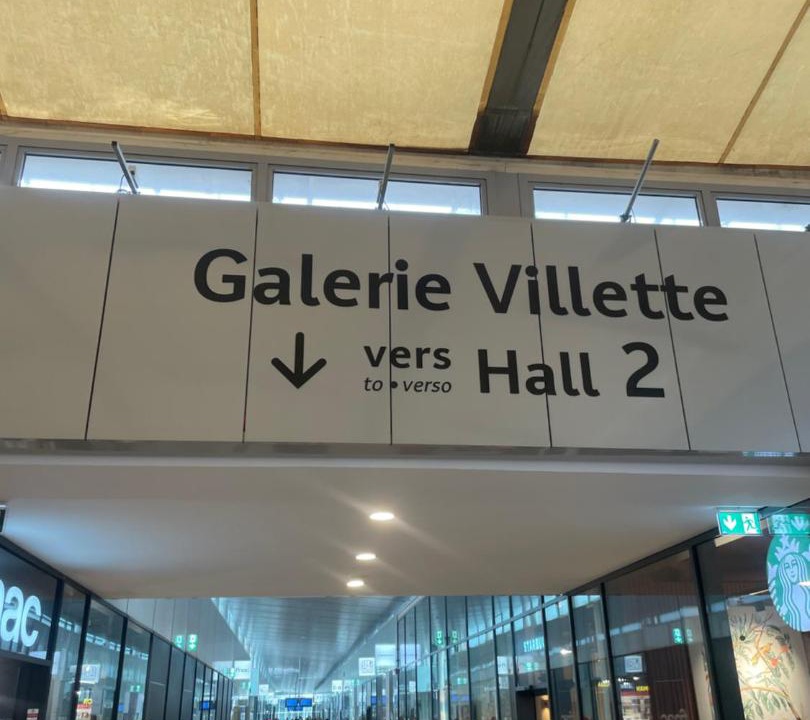 Galerie Villette
vers Hall 2
to • verso